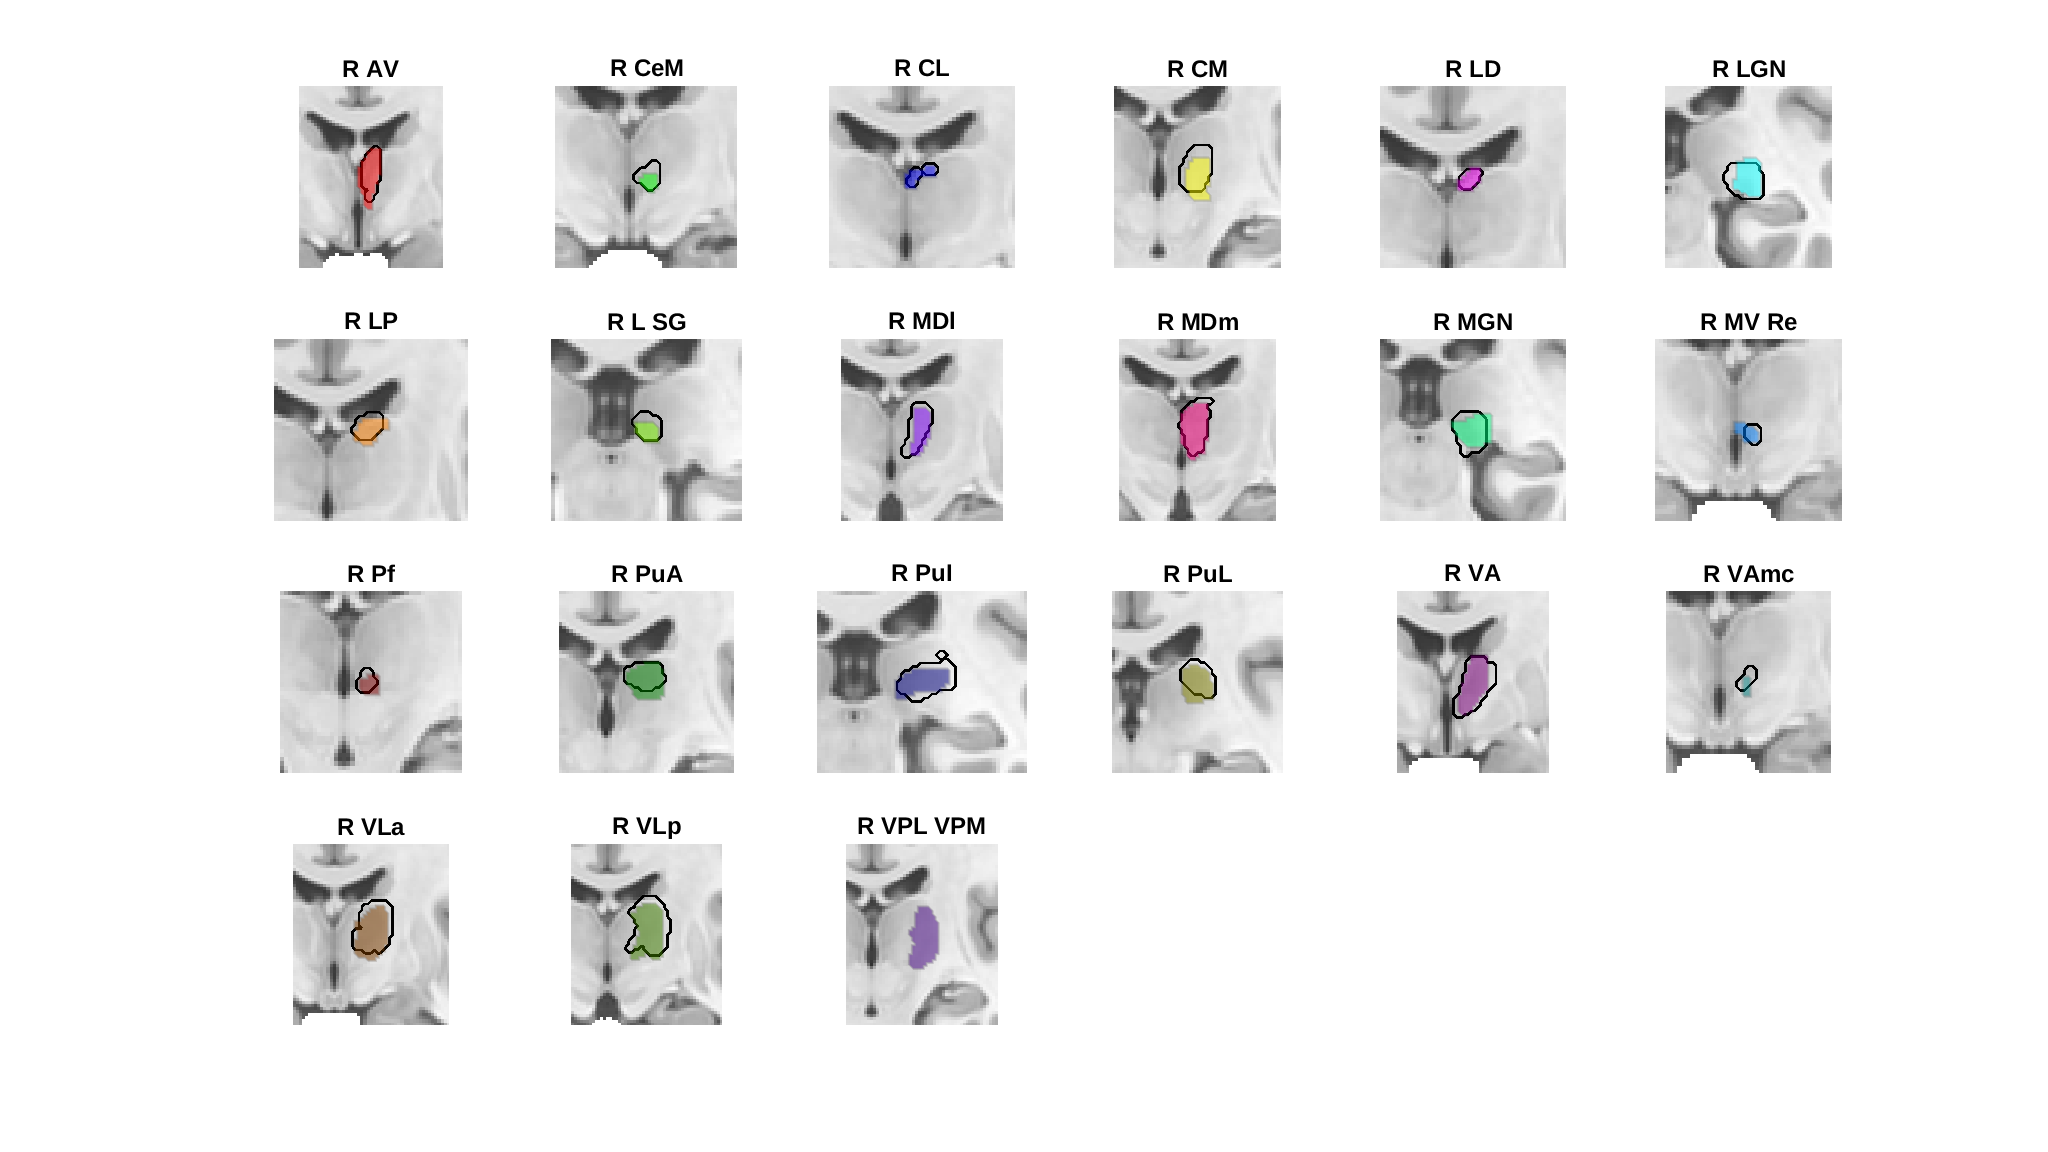 R AV R CeM R CL R CM R LD R LGN
R LP R L SG R MDl R MDm R MGN R MV Re
R Pf R PuA R PuI R PuL R VA R VAmc
R VLa R VLp R VPL VPM